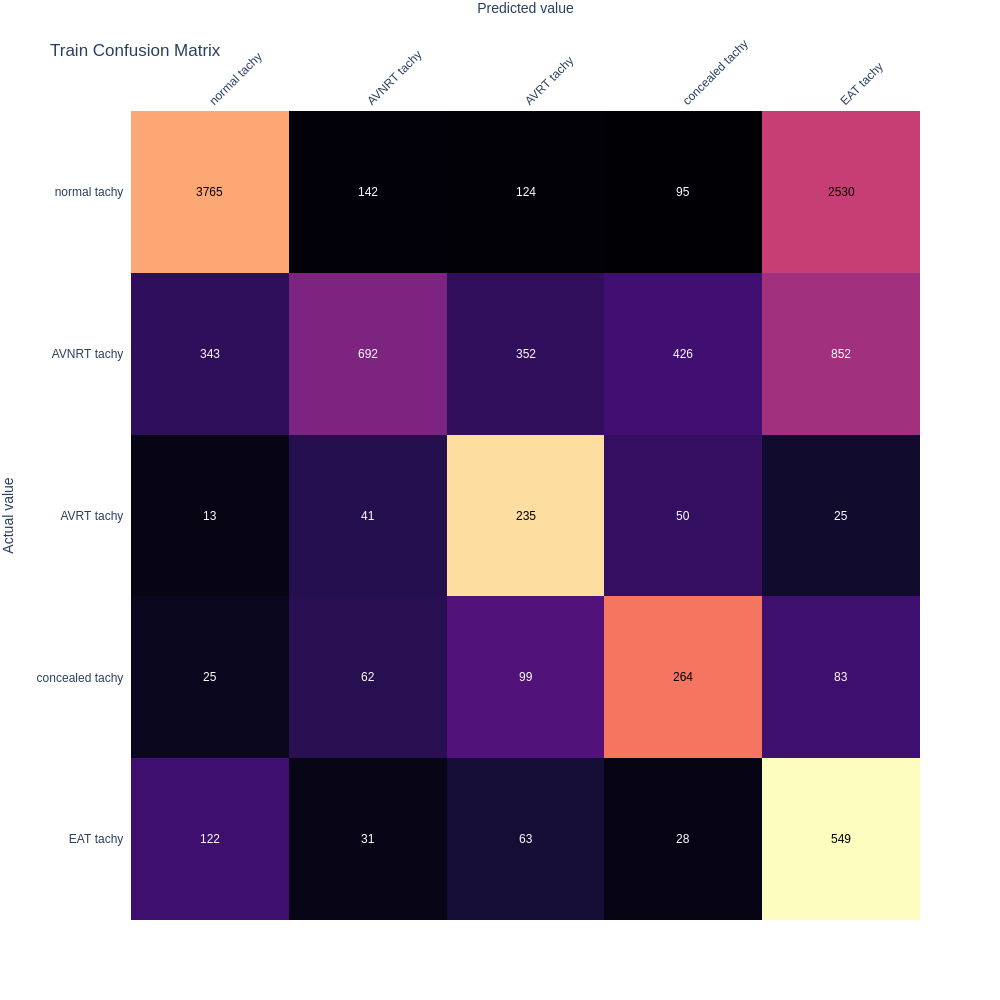 Predicted value
Train Confusion Matrix
normal tachy
AVNRT tachy
AVRT tachy
concealed tachy
EAT tachy
normal tachy 3765 142 124 95 2530
AVNRT tachy 343 692 352 426 852
Actual value
AVRT tachy 13 41 235 50 25
concealed tachy 25 62 99 264 83
EAT tachy 122 31 63 28 549